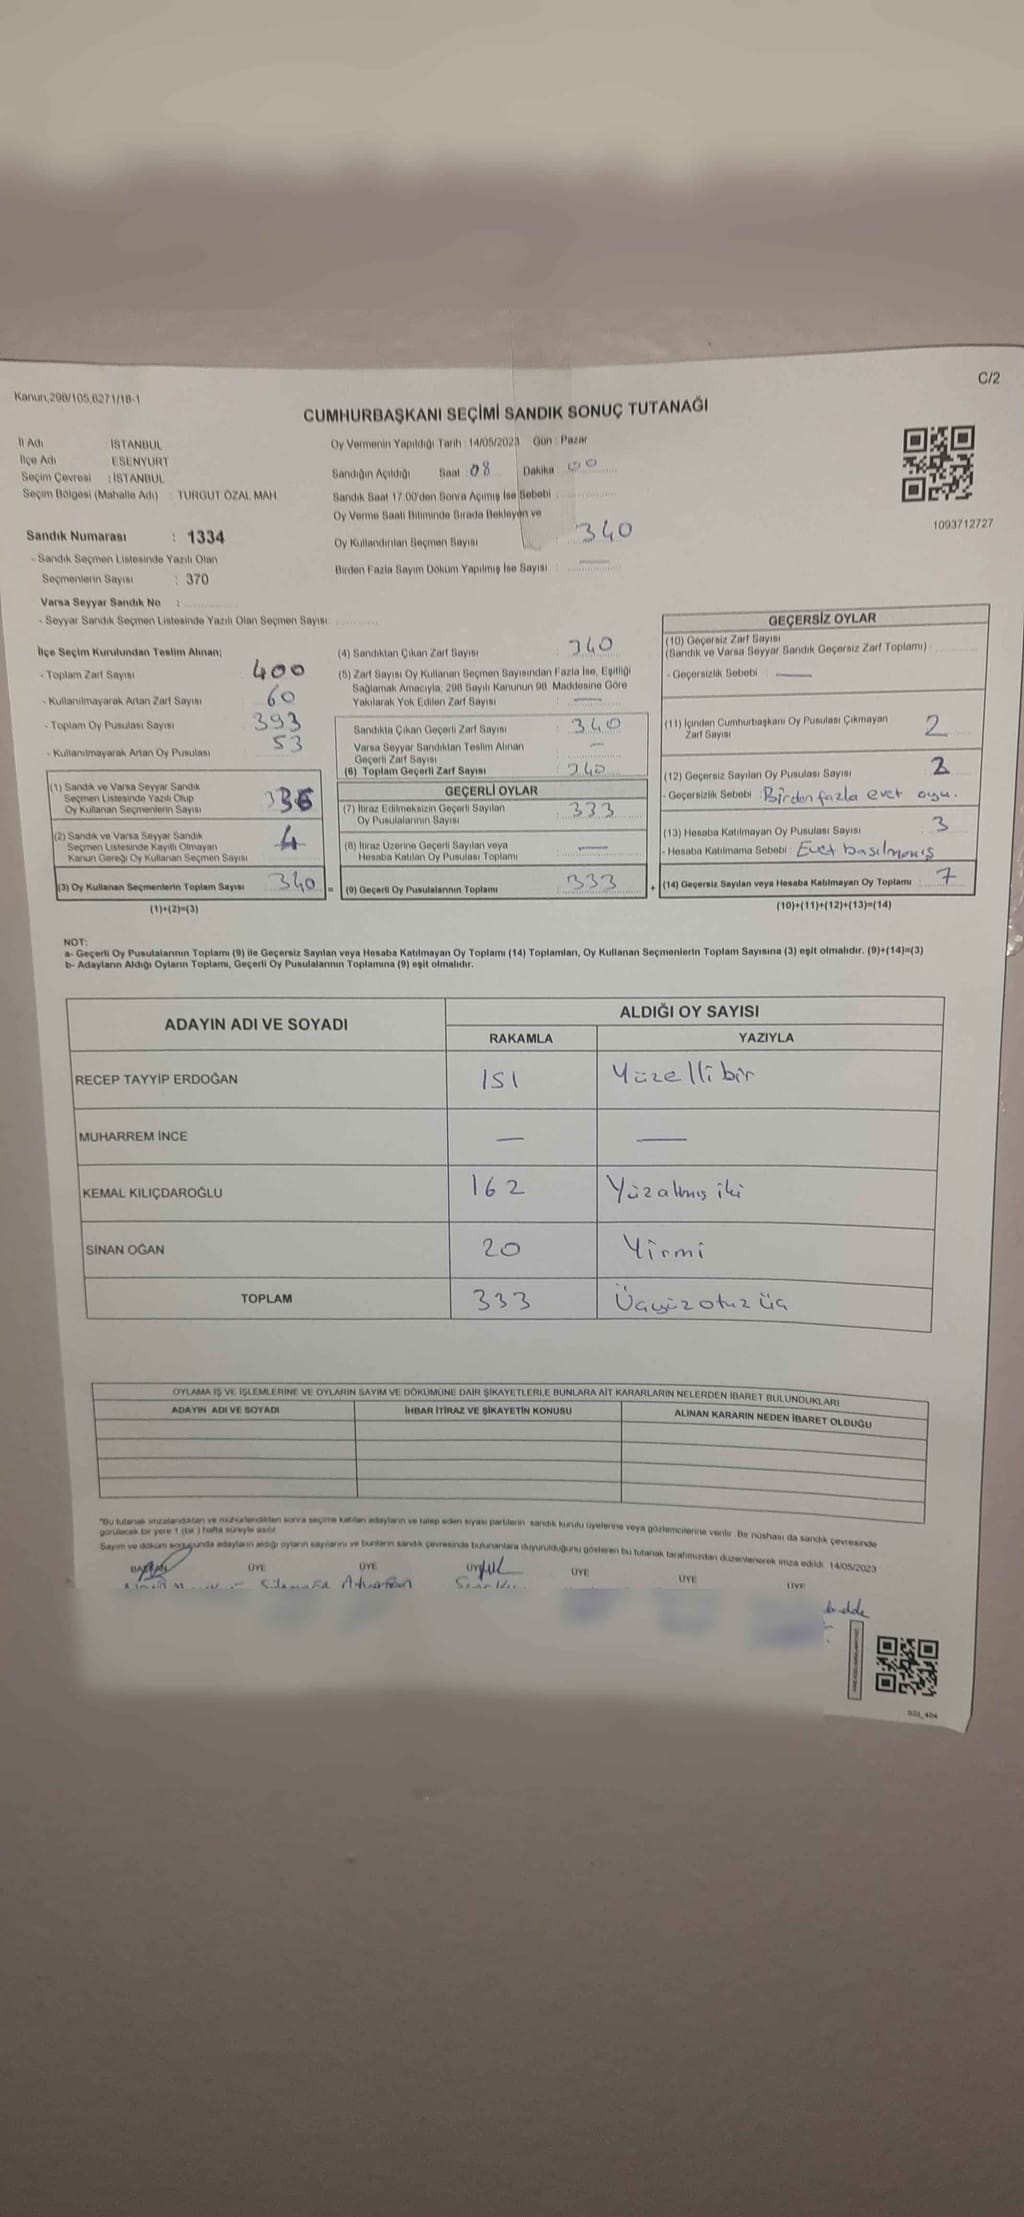 Kanun,298/105,6271/18-1
C/2
CUMHURBAŞKANI SEÇİMİ SANDIK SONUÇ TUTANAĞI
İl Adı İSTANBUL
İlçe Adı ESENYURT
Seçim Çevresi : İSTANBUL
Seçim Bölgesi (Mahalle Adı) : TURGUT ÖZAL MAH.
Oy Vermenin Yapıldığı Tarih : 14/05/2023 Gün : Pazar
Sandığın Açıldığı Saat : 08 Dakika : 00
Sandık Saat 17:00'den Sonra Açımış İse Sebebi :
Oy Verme Saati Bitiminde Sırada Bekleyen ve
Oy Kullandırılan Seçmen Sayısı : 340
Birden Fazla Sayım Döküm Yapılmış İse Sayısı : —
1093712727
Sandık Numarası : 1334
- Sandık Seçmen Listesinde Yazılı Olan
Seçmenlerin Sayısı : 370
Varsa Seyyar Sandık No :
- Seyyar Sandık Seçmen Listesinde Yazılı Olan Seçmen Sayısı:
İlçe Seçim Kurulundan Teslim Alınan;
- Toplam Zarf Sayısı 400
- Kullanılmayarak Artan Zarf Sayısı 60
- Toplam Oy Pusulası Sayısı 393
- Kullanılmayarak Artan Oy Pusulası 53
(1) Sandık ve Varsa Seyyar Sandık
Seçmen Listesinde Yazılı Olup
Oy Kullanan Seçmenlerin Sayısı 336
(2) Sandık ve Varsa Seyyar Sandık
Seçmen Listesinde Kayıtlı Olmayan
Kanun Gereği Oy Kullanan Seçmen Sayısı 4
(3) Oy Kullanan Seçmenlerin Toplam Sayısı 340 =
(1)+(2)=(3)
(4) Sandıktan Çıkan Zarf Sayısı : 340
(5) Zarf Sayısı Oy Kullanan Seçmen Sayısından Fazla İse, Eşitliği
Sağlamak Amacıyla, 298 Sayılı Kanunun 98. Maddesine Göre
Yakılarak Yok Edilen Zarf Sayısı : —
Sandıkta Çıkan Geçerli Zarf Sayısı : 340
Varsa Seyyar Sandıktan Teslim Alınan
Geçerli Zarf Sayısı —
(6) Toplam Geçerli Zarf Sayısı 340
GEÇERLİ OYLAR
(7) İtiraz Edilmeksizin Geçerli Sayılan
Oy Pusulalarının Sayısı : 333
(8) İtiraz Üzerine Geçerli Sayılan veya
Hesaba Katılan Oy Pusulası Toplamı : —
(9) Geçerli Oy Pusulalarının Toplamı : 333 +
GEÇERSİZ OYLAR
(10) Geçersiz Zarf Sayısı
(Sandık ve Varsa Seyyar Sandık Geçersiz Zarf Toplamı) :
- Geçersizlik Sebebi : —
(11) İçinden Cumhurbaşkanı Oy Pusulası Çıkmayan
Zarf Sayısı 2
(12) Geçersiz Sayılan Oy Pusulası Sayısı 2
- Geçersizlik Sebebi : Birden fazla evet oyu.
(13) Hesaba Katılmayan Oy Pusulası Sayısı 3
- Hesaba Katılmama Sebebi : Evet basılmamış
(14) Geçersiz Sayılan veya Hesaba Katılmayan Oy Toplamı : 7
(10)+(11)+(12)+(13)=(14)
NOT:
a- Geçerli Oy Pusulalarının Toplamı (9) ile Geçersiz Sayılan veya Hesaba Katılmayan Oy Toplamı (14) Toplamları, Oy Kullanan Seçmenlerin Toplam Sayısına (3) eşit olmalıdır. (9)+(14)=(3)
b- Adayların Aldığı Oyların Toplamı, Geçerli Oy Pusulalarının Toplamına (9) eşit olmalıdır.
ADAYIN ADI VE SOYADI
ALDIĞI OY SAYISI
RAKAMLA YAZIYLA
RECEP TAYYİP ERDOĞAN 151 Yüzellibir
MUHARREM İNCE — —
KEMAL KILIÇDAROĞLU 162 Yüzaltmış iki
SİNAN OĞAN 20 Yirmi
TOPLAM 333 Üçyüzotuzüç
OYLAMA İŞ VE İŞLEMLERİNE VE OYLARIN SAYIM VE DÖKÜMÜNE DAİR ŞİKAYETLERLE BUNLARA AİT KARARLARIN NELERDEN İBARET BULUNDUKLARI
ADAYIN ADI VE SOYADI İHBAR İTİRAZ VE ŞİKAYETİN KONUSU ALINAN KARARIN NEDEN İBARET OLDUĞU
"Bu tutanak imzalandıktan ve mühürlendikten sonra seçime katılan adayların ve talep eden siyasi partilerin sandık kurulu üyelerine veya gözlemcilerine verilir. Bir nüshası da sandık çevresinde
görülecek bir yere 1 (bir) hafta süreyle asılır.
Sayım ve döküm sonucunda adayların aldığı oyların sayılarını ve bunların sandık çevresinde bulunanlara duyurulduğunu gösteren bu tutanak tarafımızdan düzenlenerek imza edildi. 14/05/2023
BAŞKAN ÜYE ÜYE ÜYE ÜYE ÜYE ÜYE